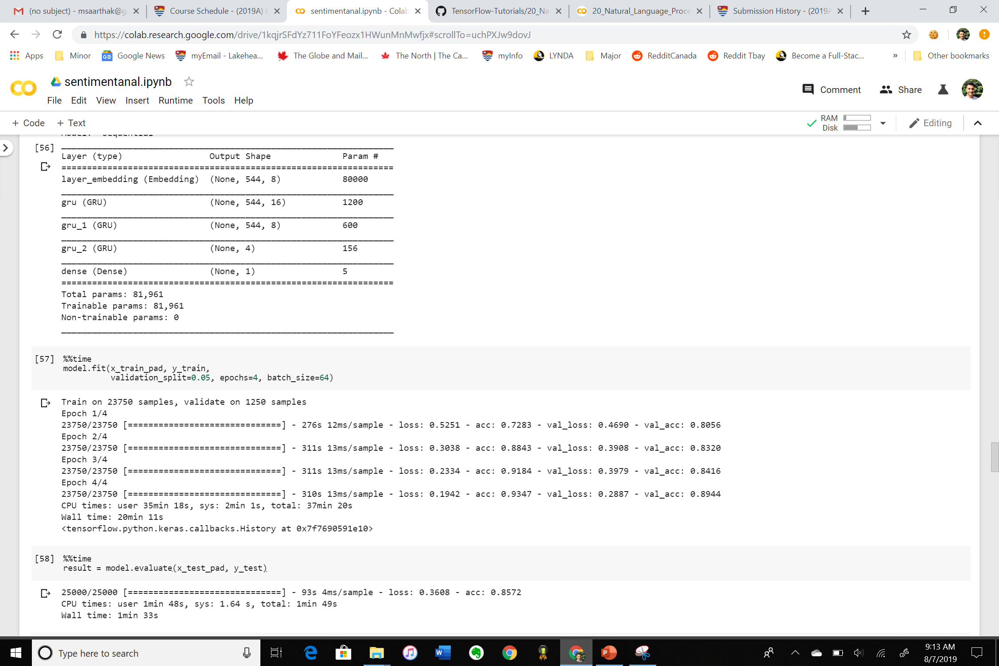 (no subject) - msaarthak@g
Course Schedule - (2019A)
sentimentanal.ipynb - Colab
TensorFlow-Tutorials/20_Na
20_Natural_Language_Proce
Submission History - (2019A
https://colab.research.google.com/drive/1kqjrSFdYz711FoYFeozx1HWunMnMwfjx#scrollTo=uchPXJw9dovJ
Apps
Minor
Google News
myEmail - Lakehea...
The Globe and Mail...
The North | The Ca...
myInfo
LYNDA
Major
RedditCanada
Reddit Tbay
Become a Full-Stac...
»
Other bookmarks
sentimentanal.ipynb
Comment
Share
File Edit View Insert Runtime Tools Help
+ Code + Text
RAM
Disk
Editing
Model: "sequential"
[56]
Layer (type) Output Shape Param #
=================================================================
layer_embedding (Embedding) (None, 544, 8) 80000
_________________________________________________________________
gru (GRU) (None, 544, 16) 1200
_________________________________________________________________
gru_1 (GRU) (None, 544, 8) 600
_________________________________________________________________
gru_2 (GRU) (None, 4) 156
_________________________________________________________________
dense (Dense) (None, 1) 5
=================================================================
Total params: 81,961
Trainable params: 81,961
Non-trainable params: 0
_________________________________________________________________
[57] %%time
model.fit(x_train_pad, y_train,
validation_split=0.05, epochs=4, batch_size=64)
Train on 23750 samples, validate on 1250 samples
Epoch 1/4
23750/23750 [==============================] - 276s 12ms/sample - loss: 0.5251 - acc: 0.7283 - val_loss: 0.4690 - val_acc: 0.8056
Epoch 2/4
23750/23750 [==============================] - 311s 13ms/sample - loss: 0.3038 - acc: 0.8843 - val_loss: 0.3908 - val_acc: 0.8320
Epoch 3/4
23750/23750 [==============================] - 311s 13ms/sample - loss: 0.2334 - acc: 0.9184 - val_loss: 0.3979 - val_acc: 0.8416
Epoch 4/4
23750/23750 [==============================] - 310s 13ms/sample - loss: 0.1942 - acc: 0.9347 - val_loss: 0.2887 - val_acc: 0.8944
CPU times: user 35min 18s, sys: 2min 1s, total: 37min 20s
Wall time: 20min 11s
<tensorflow.python.keras.callbacks.History at 0x7f7690591e10>
[58] %%time
result = model.evaluate(x_test_pad, y_test)
25000/25000 [==============================] - 93s 4ms/sample - loss: 0.3608 - acc: 0.8572
CPU times: user 1min 48s, sys: 1.64 s, total: 1min 49s
Wall time: 1min 33s
Type here to search
9:13 AM
8/7/2019